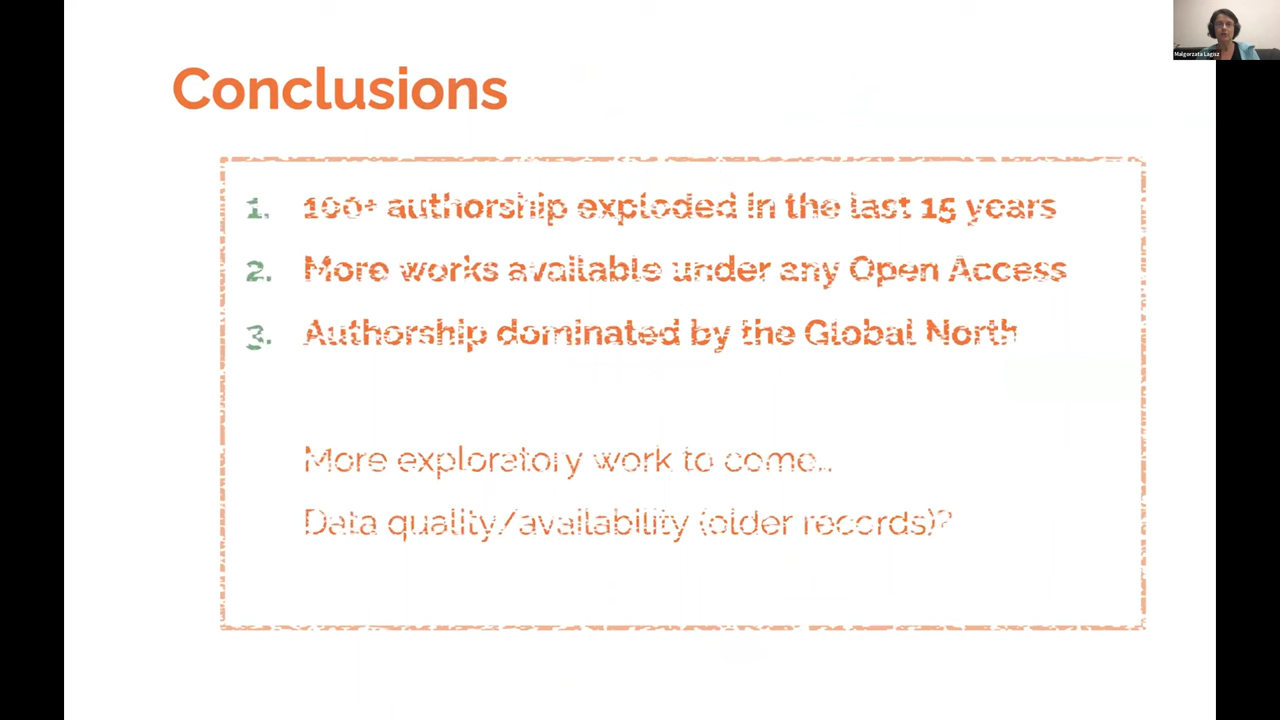 Malgorzata Lagisz
Conclusions
1. 100+ authorship exploded in the last 15 years
2. More works available under any Open Access
3. Authorship dominated by the Global North
More exploratory work to come..
Data quality/availability (older records)?